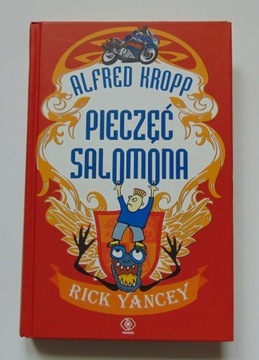 ALFRED KROPP
PIECZĘĆ
SALOMONA
RICK YANCEY